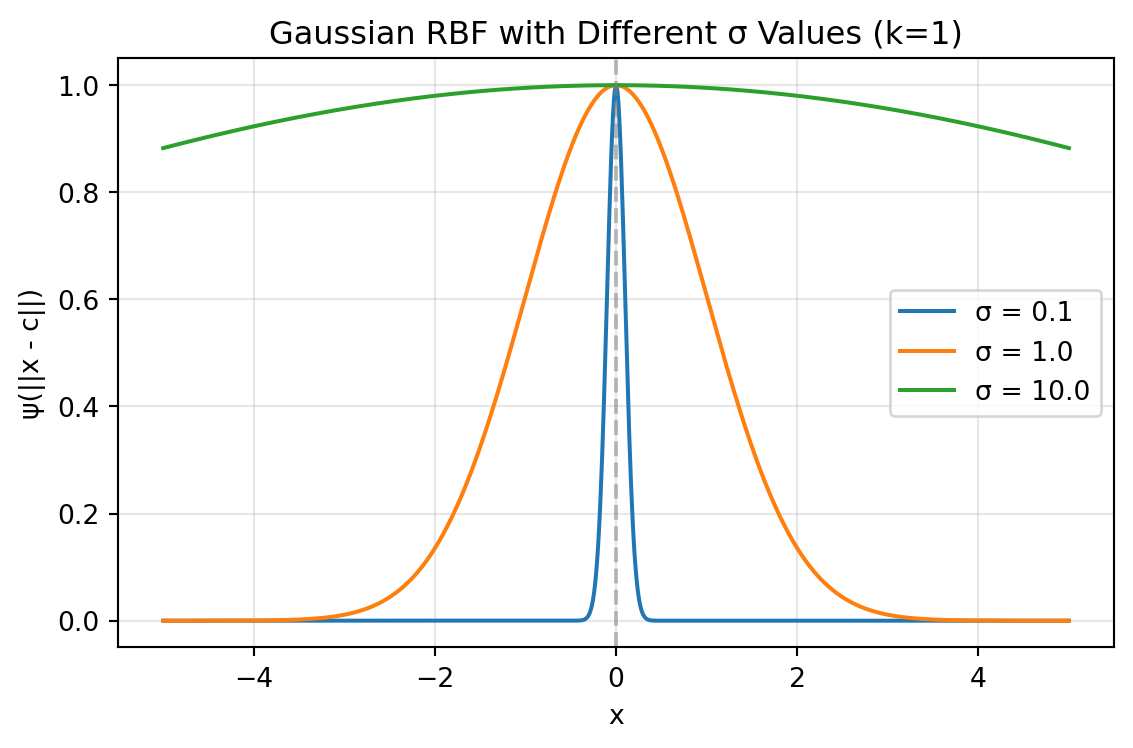 Gaussian RBF with Different σ Values (k=1)
ψ(||x - c||)
1.0
0.8
0.6
0.4
0.2
0.0
σ = 0.1
σ = 1.0
σ = 10.0
−4
−2
0
2
4
x